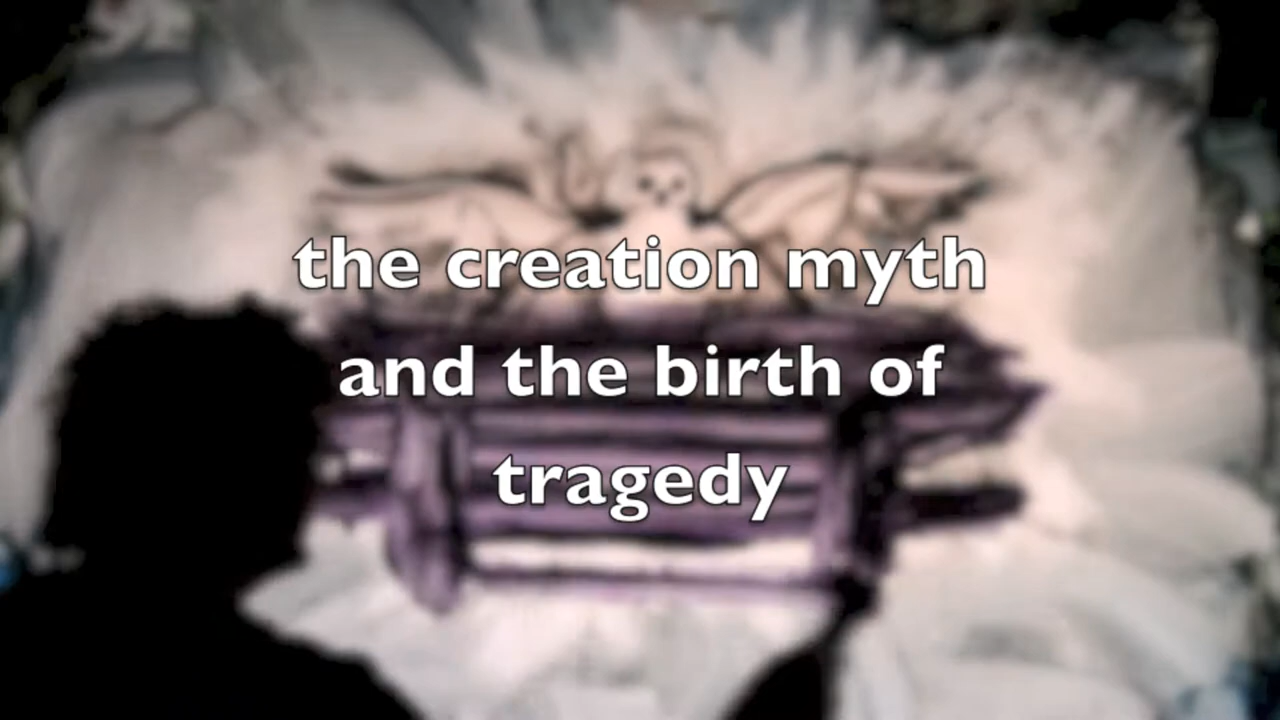 the creation myth
and the birth of
tragedy